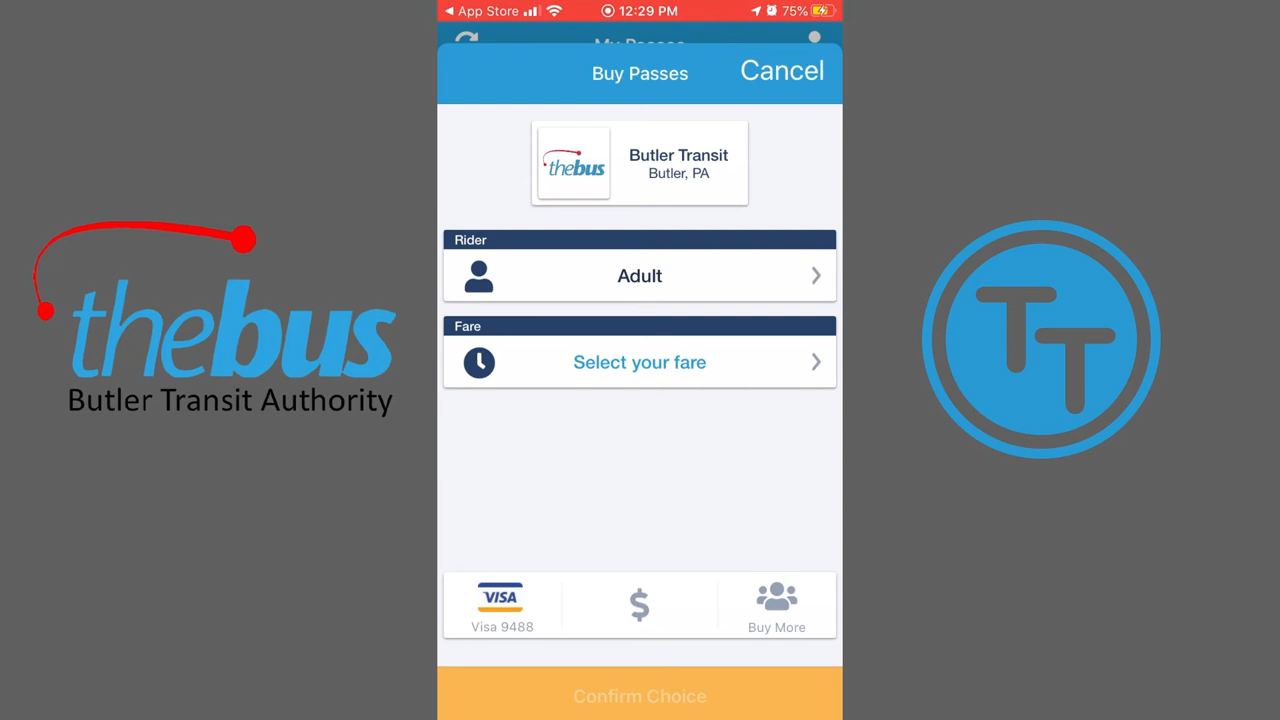 App Store
12:29 PM
75%
My Passes
Buy Passes
Cancel
thebus
Butler Transit
Butler, PA
Rider
Adult
Fare
Select your fare
VISA
Visa 9488
$
Buy More
Confirm Choice
thebus
Butler Transit Authority
TT